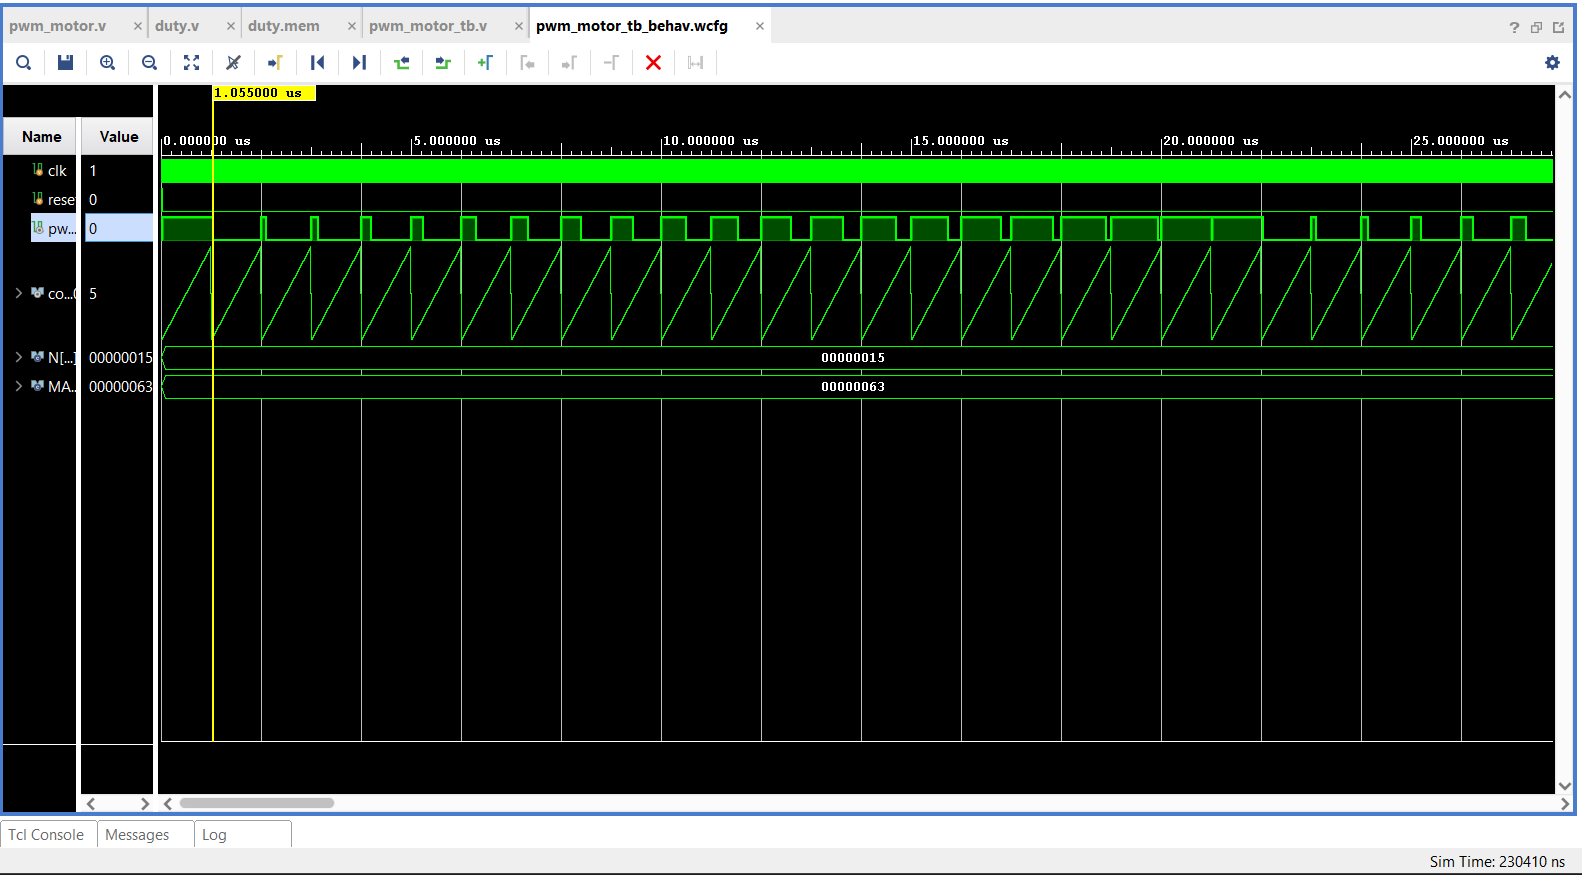 pwm_motor.v × duty.v × duty.mem × pwm_motor_tb.v × pwm_motor_tb_behav.wcfg ×
?
1.055000 us
Name Value
0.000000 us 5.000000 us 10.000000 us 15.000000 us 20.000000 us 25.000000 us
clk 1
rese 0
pw... 0
co... 5
N[...] 00000015 00000015
MA... 00000063 00000063
Tcl Console Messages Log
Sim Time: 230410 ns